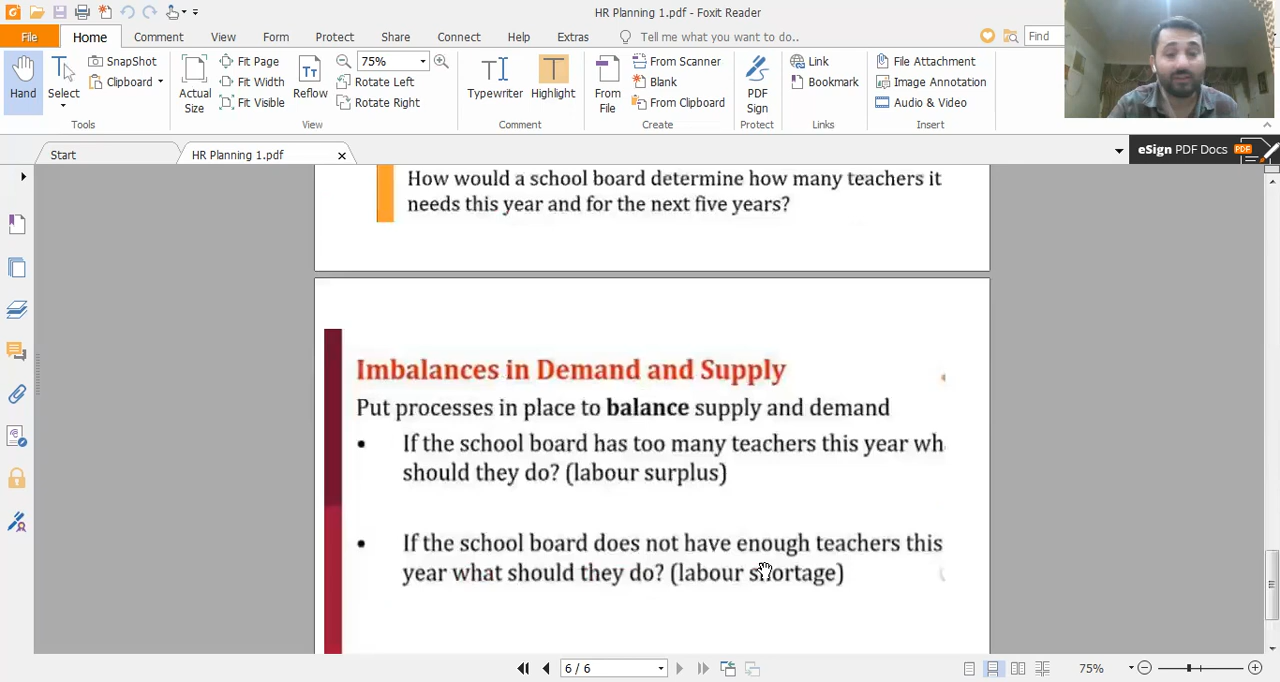 HR Planning 1.pdf - Foxit Reader
File Home Comment View Form Protect Share Connect Help Extras Tell me what you want to do.. Find
Hand
Select
SnapShot
Clipboard
Tools
Actual
Size
Fit Page
Fit Width
Fit Visible
Reflow
75%
Rotate Left
Rotate Right
View
Typewriter
Highlight
Comment
From
File
From Scanner
Blank
From Clipboard
Create
PDF
Sign
Protect
Link
Bookmark
Links
File Attachment
Image Annotation
Audio & Video
Insert
Start
HR Planning 1.pdf
eSign PDF Docs
PDF
How would a school board determine how many teachers it
needs this year and for the next five years?
Imbalances in Demand and Supply
Put processes in place to balance supply and demand
• If the school board has too many teachers this year wh
should they do? (labour surplus)
• If the school board does not have enough teachers this
year what should they do? (labour shortage)
6 / 6
75%